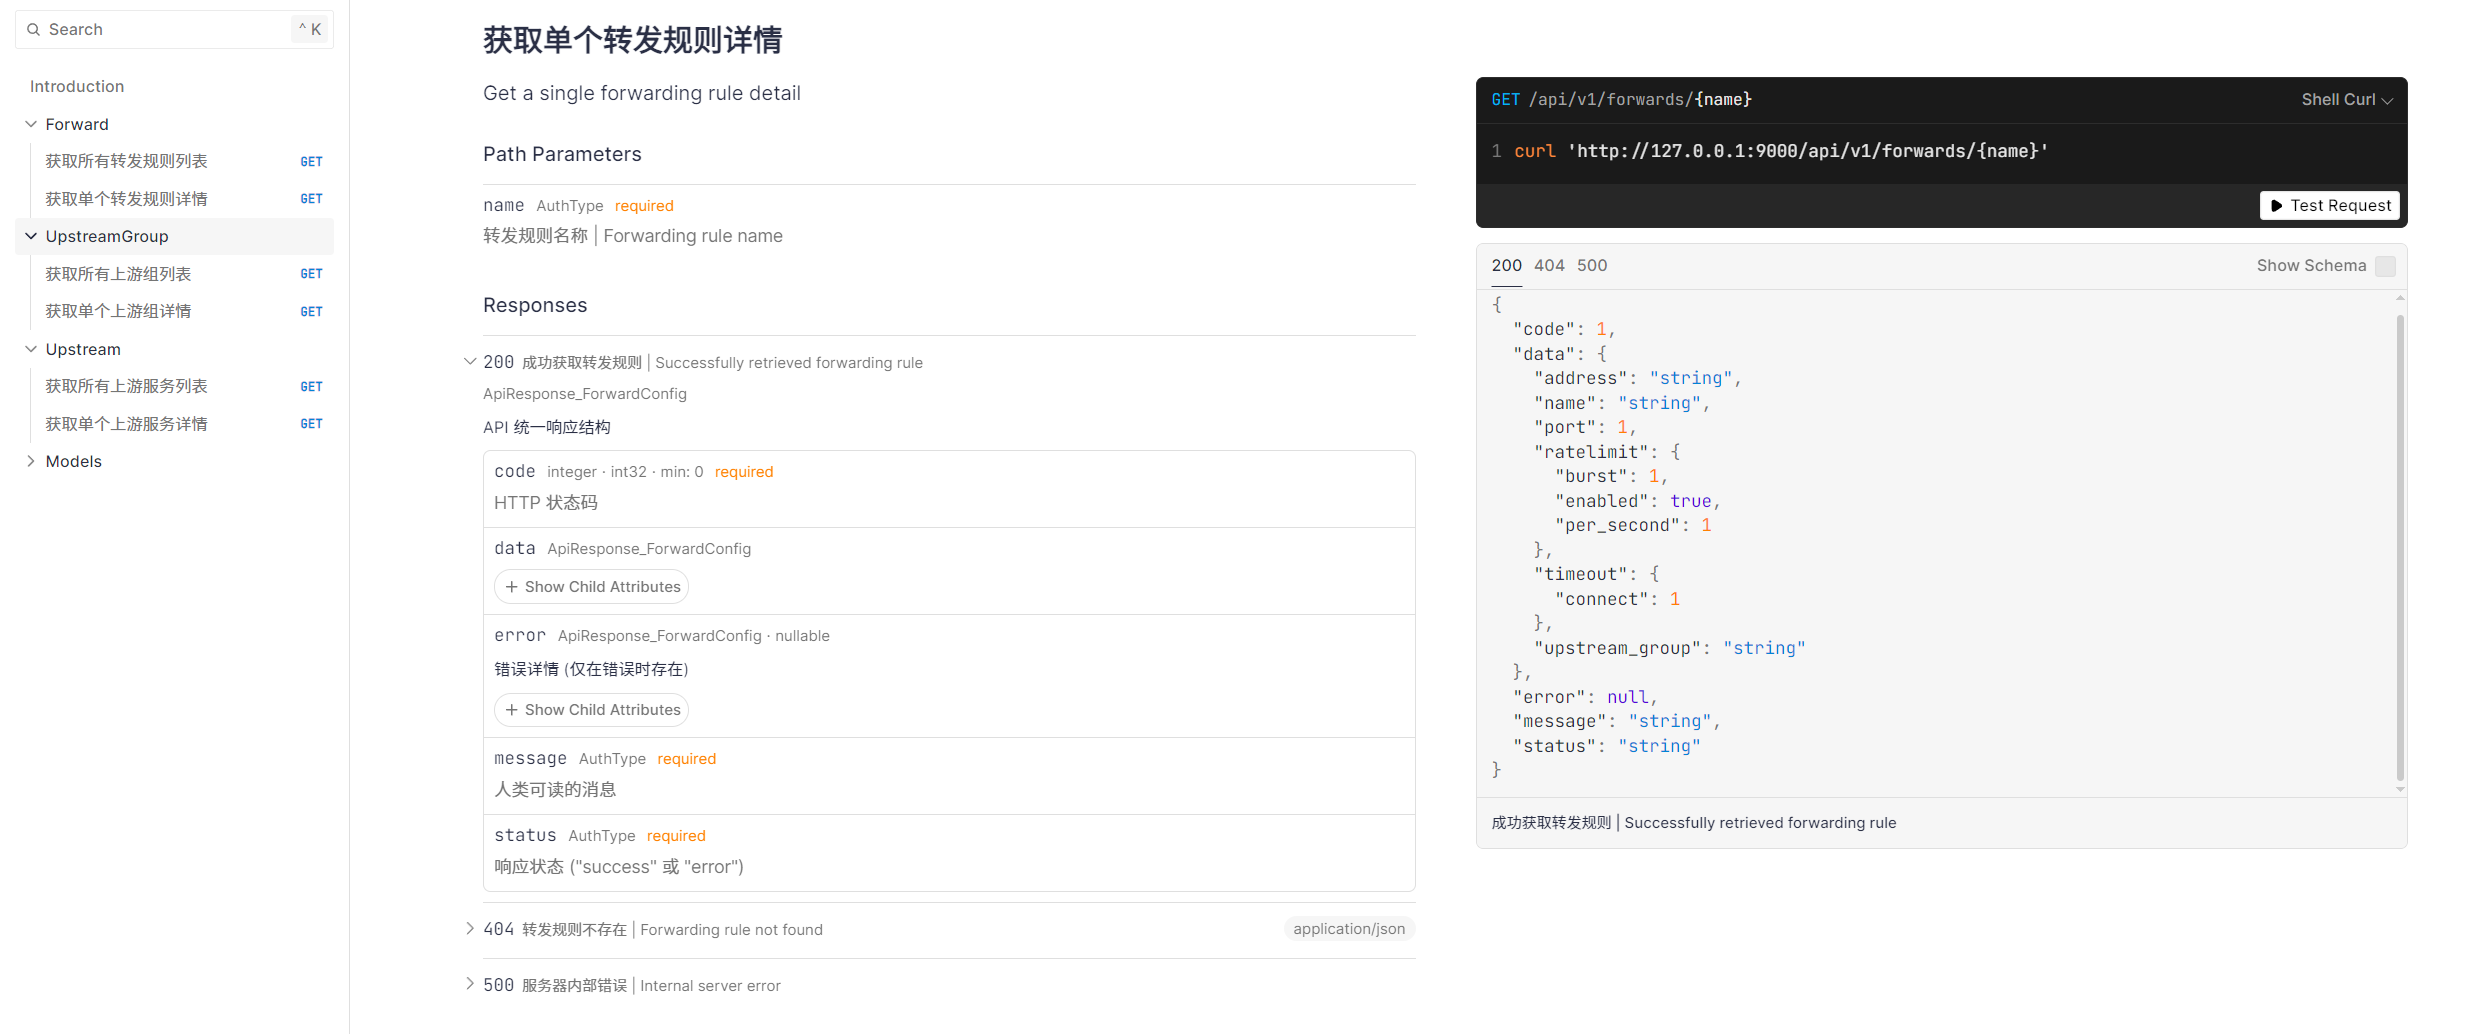 Search
^ K
Introduction
Forward
获取所有转发规则列表 GET
获取单个转发规则详情 GET
UpstreamGroup
获取所有上游组列表 GET
获取单个上游组详情 GET
Upstream
获取所有上游服务列表 GET
获取单个上游服务详情 GET
Models
获取单个转发规则详情
Get a single forwarding rule detail
Path Parameters
name AuthType required
转发规则名称 | Forwarding rule name
Responses
200 成功获取转发规则 | Successfully retrieved forwarding rule
ApiResponse_ForwardConfig
API 统一响应结构
code integer · int32 · min: 0 required
HTTP 状态码
data ApiResponse_ForwardConfig
+ Show Child Attributes
error ApiResponse_ForwardConfig · nullable
错误详情 (仅在错误时存在)
+ Show Child Attributes
message AuthType required
人类可读的消息
status AuthType required
响应状态 ("success" 或 "error")
404 转发规则不存在 | Forwarding rule not found application/json
500 服务器内部错误 | Internal server error
GET /api/v1/forwards/{name} Shell Curl
1 curl 'http://127.0.0.1:9000/api/v1/forwards/{name}'
Test Request
200 404 500 Show Schema
{
"code": 1,
"data": {
"address": "string",
"name": "string",
"port": 1,
"ratelimit": {
"burst": 1,
"enabled": true,
"per_second": 1
},
"timeout": {
"connect": 1
},
"upstream_group": "string"
},
"error": null,
"message": "string",
"status": "string"
}
成功获取转发规则 | Successfully retrieved forwarding rule